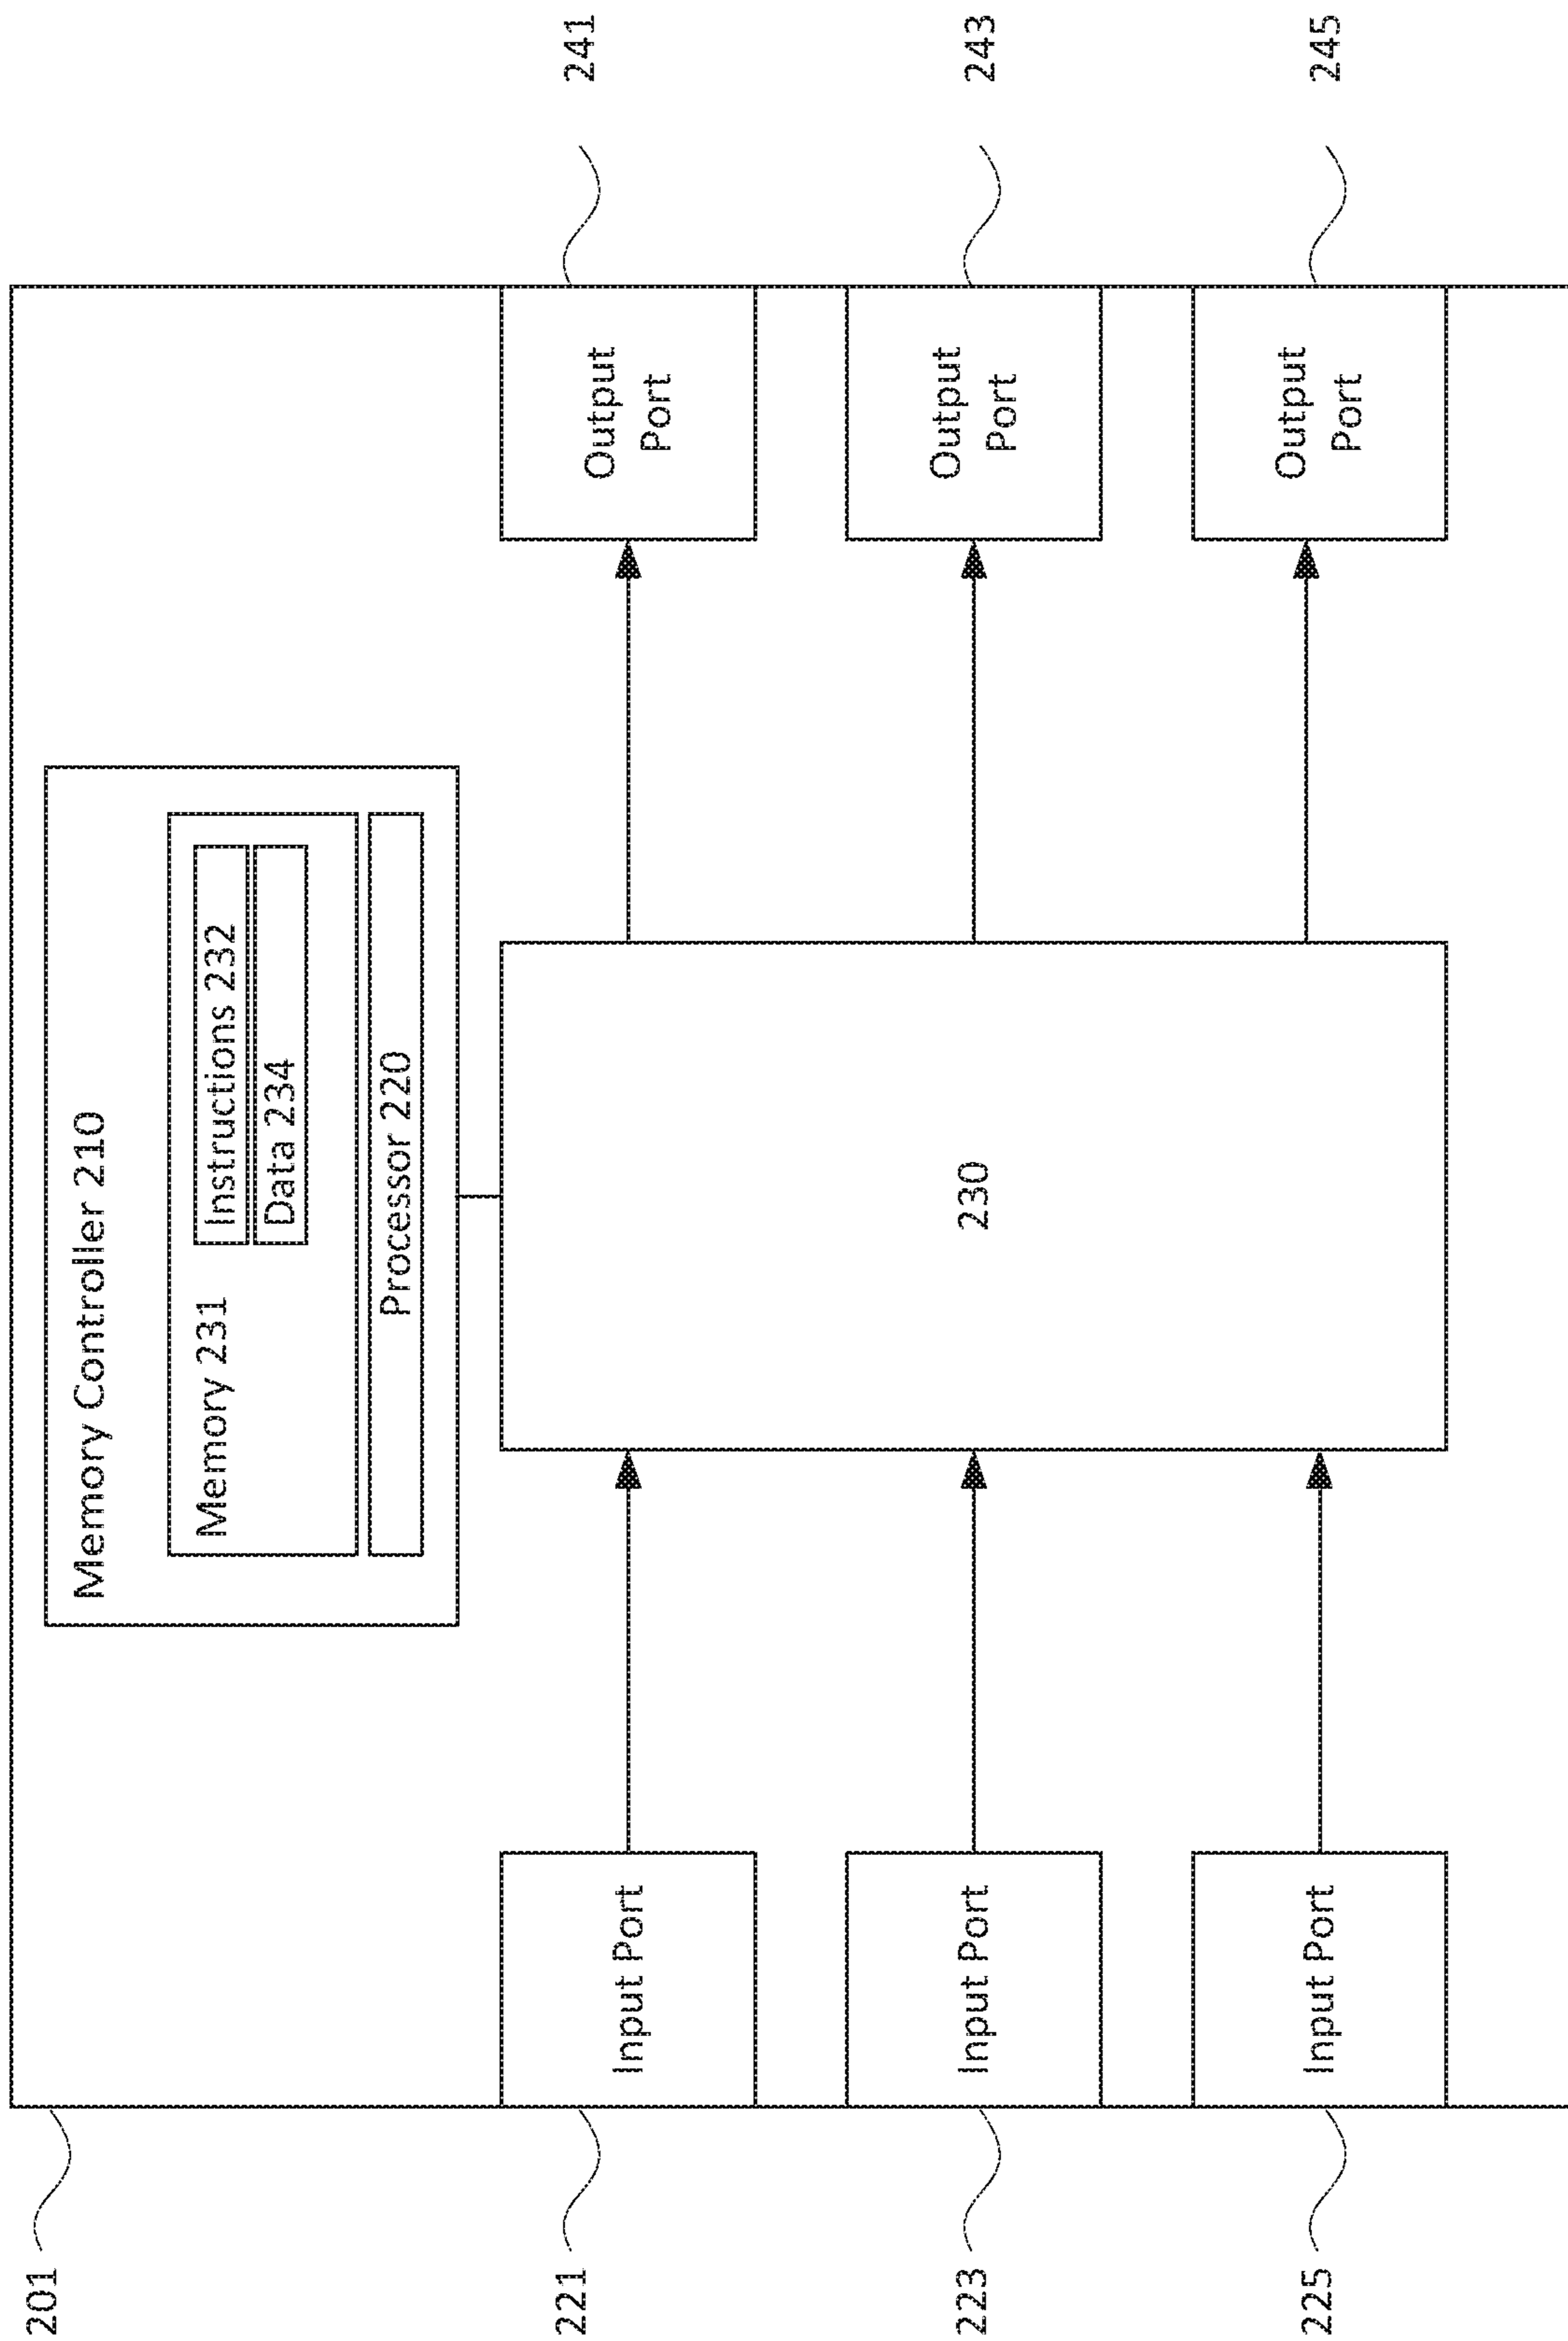 201
Memory Controller 210
Memory 231
Instructions 232
Data 234
Processor 220
221
Input Port
230
Output
Port
241
223
Input Port
Output
Port
243
225
Input Port
Output
Port
245